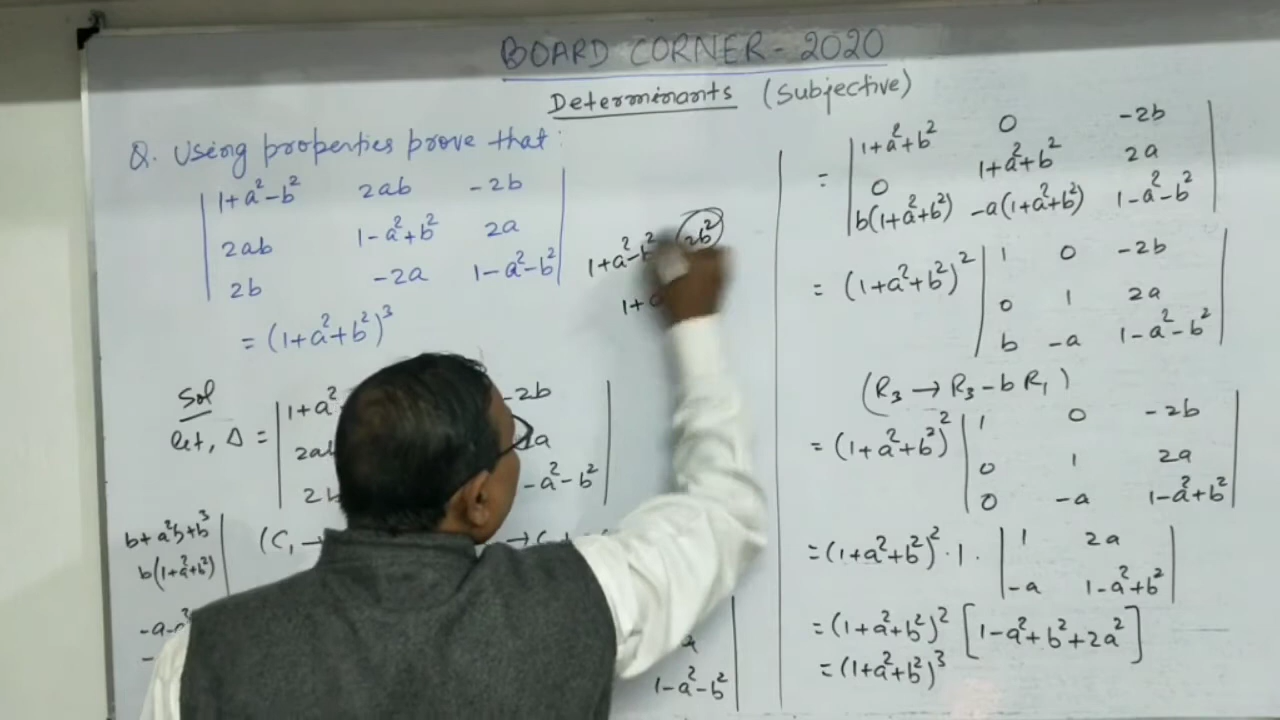 BOARD CORNER - 2020
Determinants (Subjective)
Q. Using properties prove that:
1+a²-b² 2ab -2b
2ab 1-a²+b² 2a
2b -2a 1-a²-b²
= (1+a²+b²)³
1+a²-b² 2b²
1+a
Sol
Let, Δ = 1+a² -2b
2ab
-a²-b²
b+a²b+b³
b(1+a²+b²)
(C₁ →
1-a²-b²
= 1+a²+b² 0 -2b
0 1+a²+b² 2a
b(1+a²+b²) -a(1+a²+b²) 1-a²-b²
= (1+a²+b²)² 1 0 -2b
0 1 2a
b -a 1-a²-b²
(R₃ → R₃ - b R₁)
= (1+a²+b²)² 1 0 -2b
0 1 2a
0 -a 1-a²+b²
= (1+a²+b²)² · 1 · 1 2a
-a 1-a²+b²
= (1+a²+b²)² [1-a²+b²+2a²]
= (1+a²+b²)³